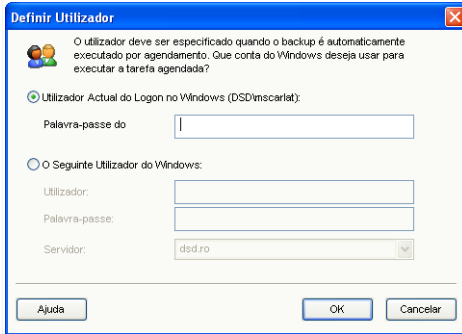 Definir Utilizador
O utilizador deve ser especificado quando o backup é automaticamente
executado por agendamento. Que conta do Windows deseja usar para
executar a tarefa agendada?
Utilizador Actual do Logon no Windows (DSD\mscarlat):
Palavra-passe do
O Seguinte Utilizador do Windows:
Utilizador:
Palavra-passe:
Servidor:
dsd.ro
Ajuda
OK
Cancelar